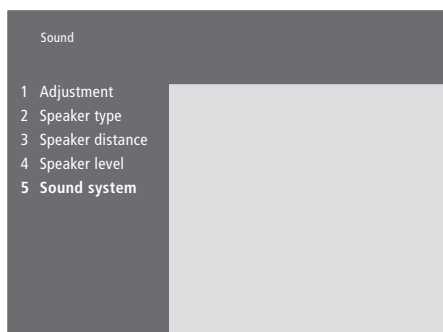 Sound
1 Adjustment
2 Speaker type
3 Speaker distance
4 Speaker level
5 Sound system